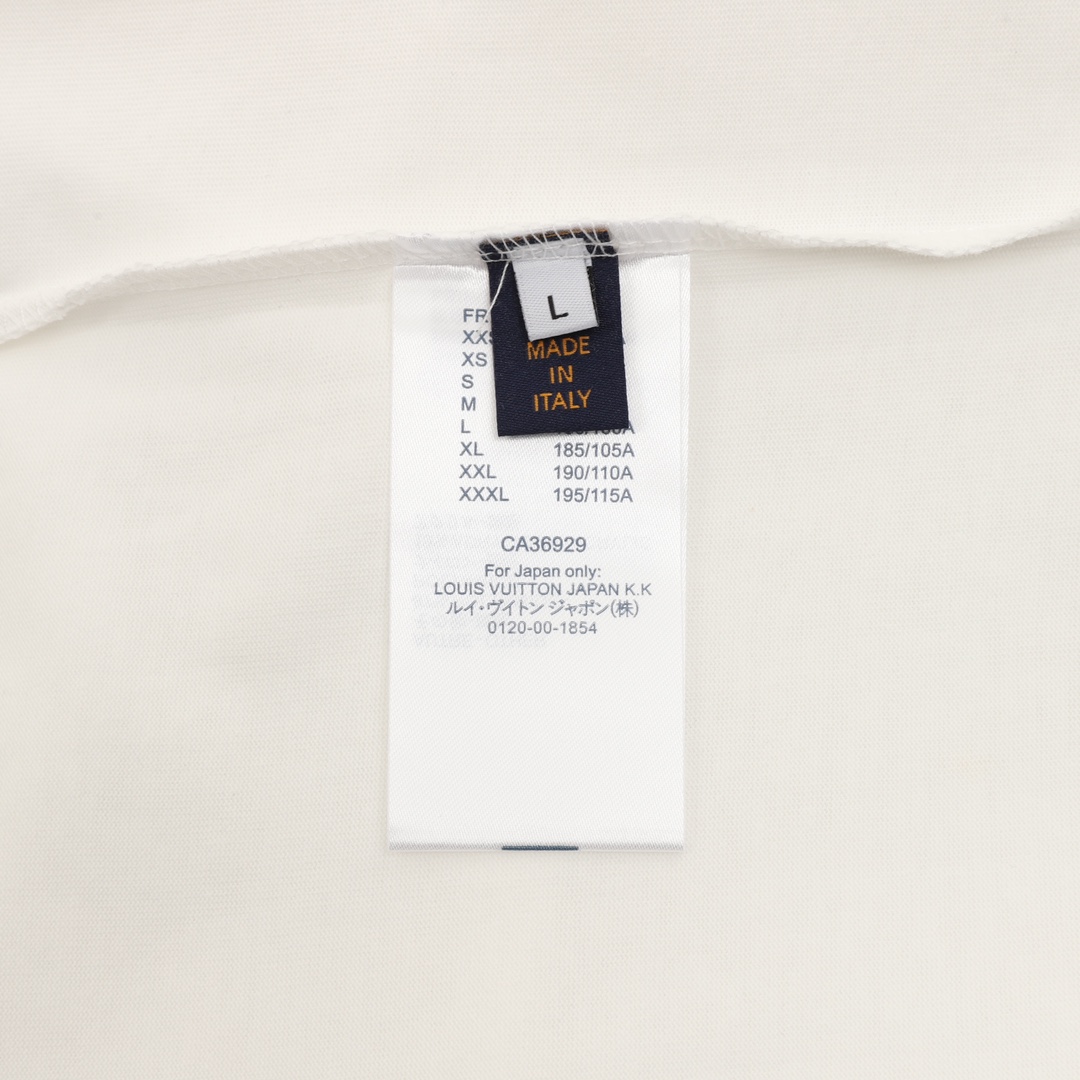 L
MADE
IN
ITALY
FR
XXS
XS
S
M
L
XL 185/105A
XXL 190/110A
XXXL 195/115A
CA36929
For Japan only:
LOUIS VUITTON JAPAN K.K
ルイ・ヴィトン ジャポン(株)
0120-00-1854